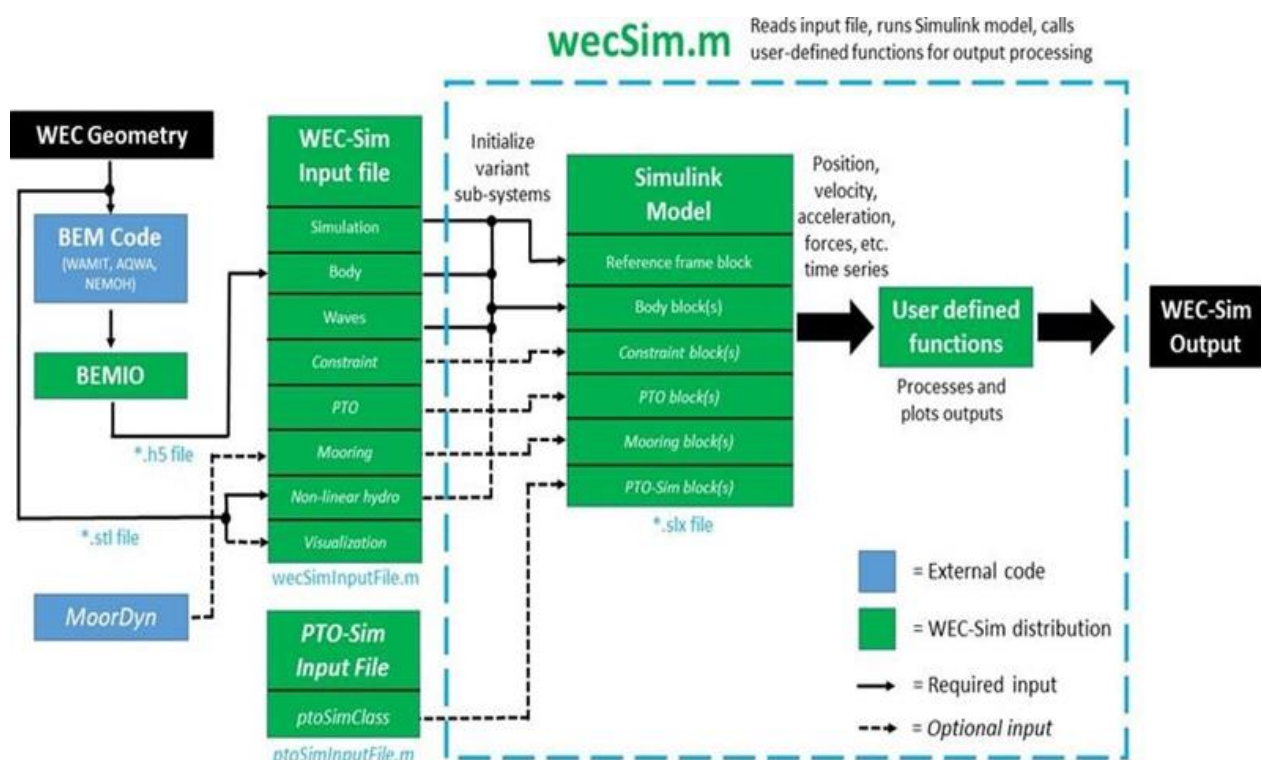 wecSim.m
Reads input file, runs Simulink model, calls
user-defined functions for output processing
WEC Geometry
BEM Code
(WAMIT, AQWA,
NEMOH)
BEMIO
*.h5 file
*.stl file
MoorDyn
WEC-Sim
Input file
Simulation
Body
Waves
Constraint
PTO
Mooring
Non-linear hydro
Visualization
wecSimInputFile.m
PTO-Sim
Input File
ptoSimClass
ptoSimInputFile.m
Initialize
variant
sub-systems
Simulink
Model
Reference frame block
Body block(s)
Constraint block(s)
PTO block(s)
Mooring block(s)
PTO-Sim block(s)
*.slx file
Position,
velocity,
acceleration,
forces, etc.
time series
User defined
functions
Processes and
plots outputs
WEC-Sim
Output
= External code
= WEC-Sim distribution
= Required input
= Optional input